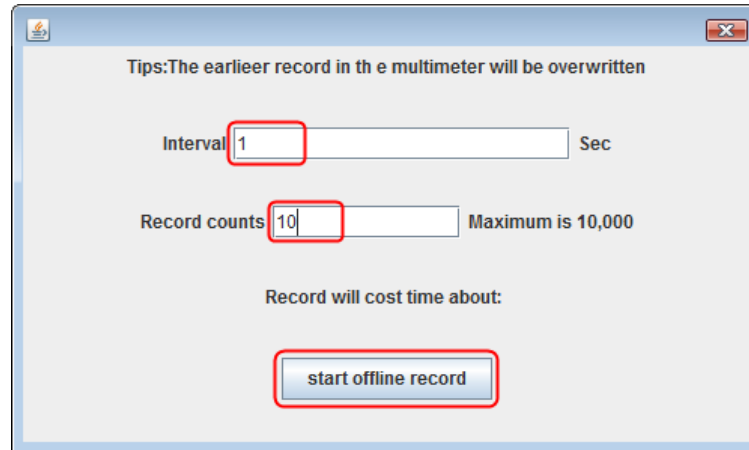 Tips:The earlieer record in th e multimeter will be overwritten
Interval 1 Sec
Record counts 10 Maximum is 10,000
Record will cost time about:
start offline record